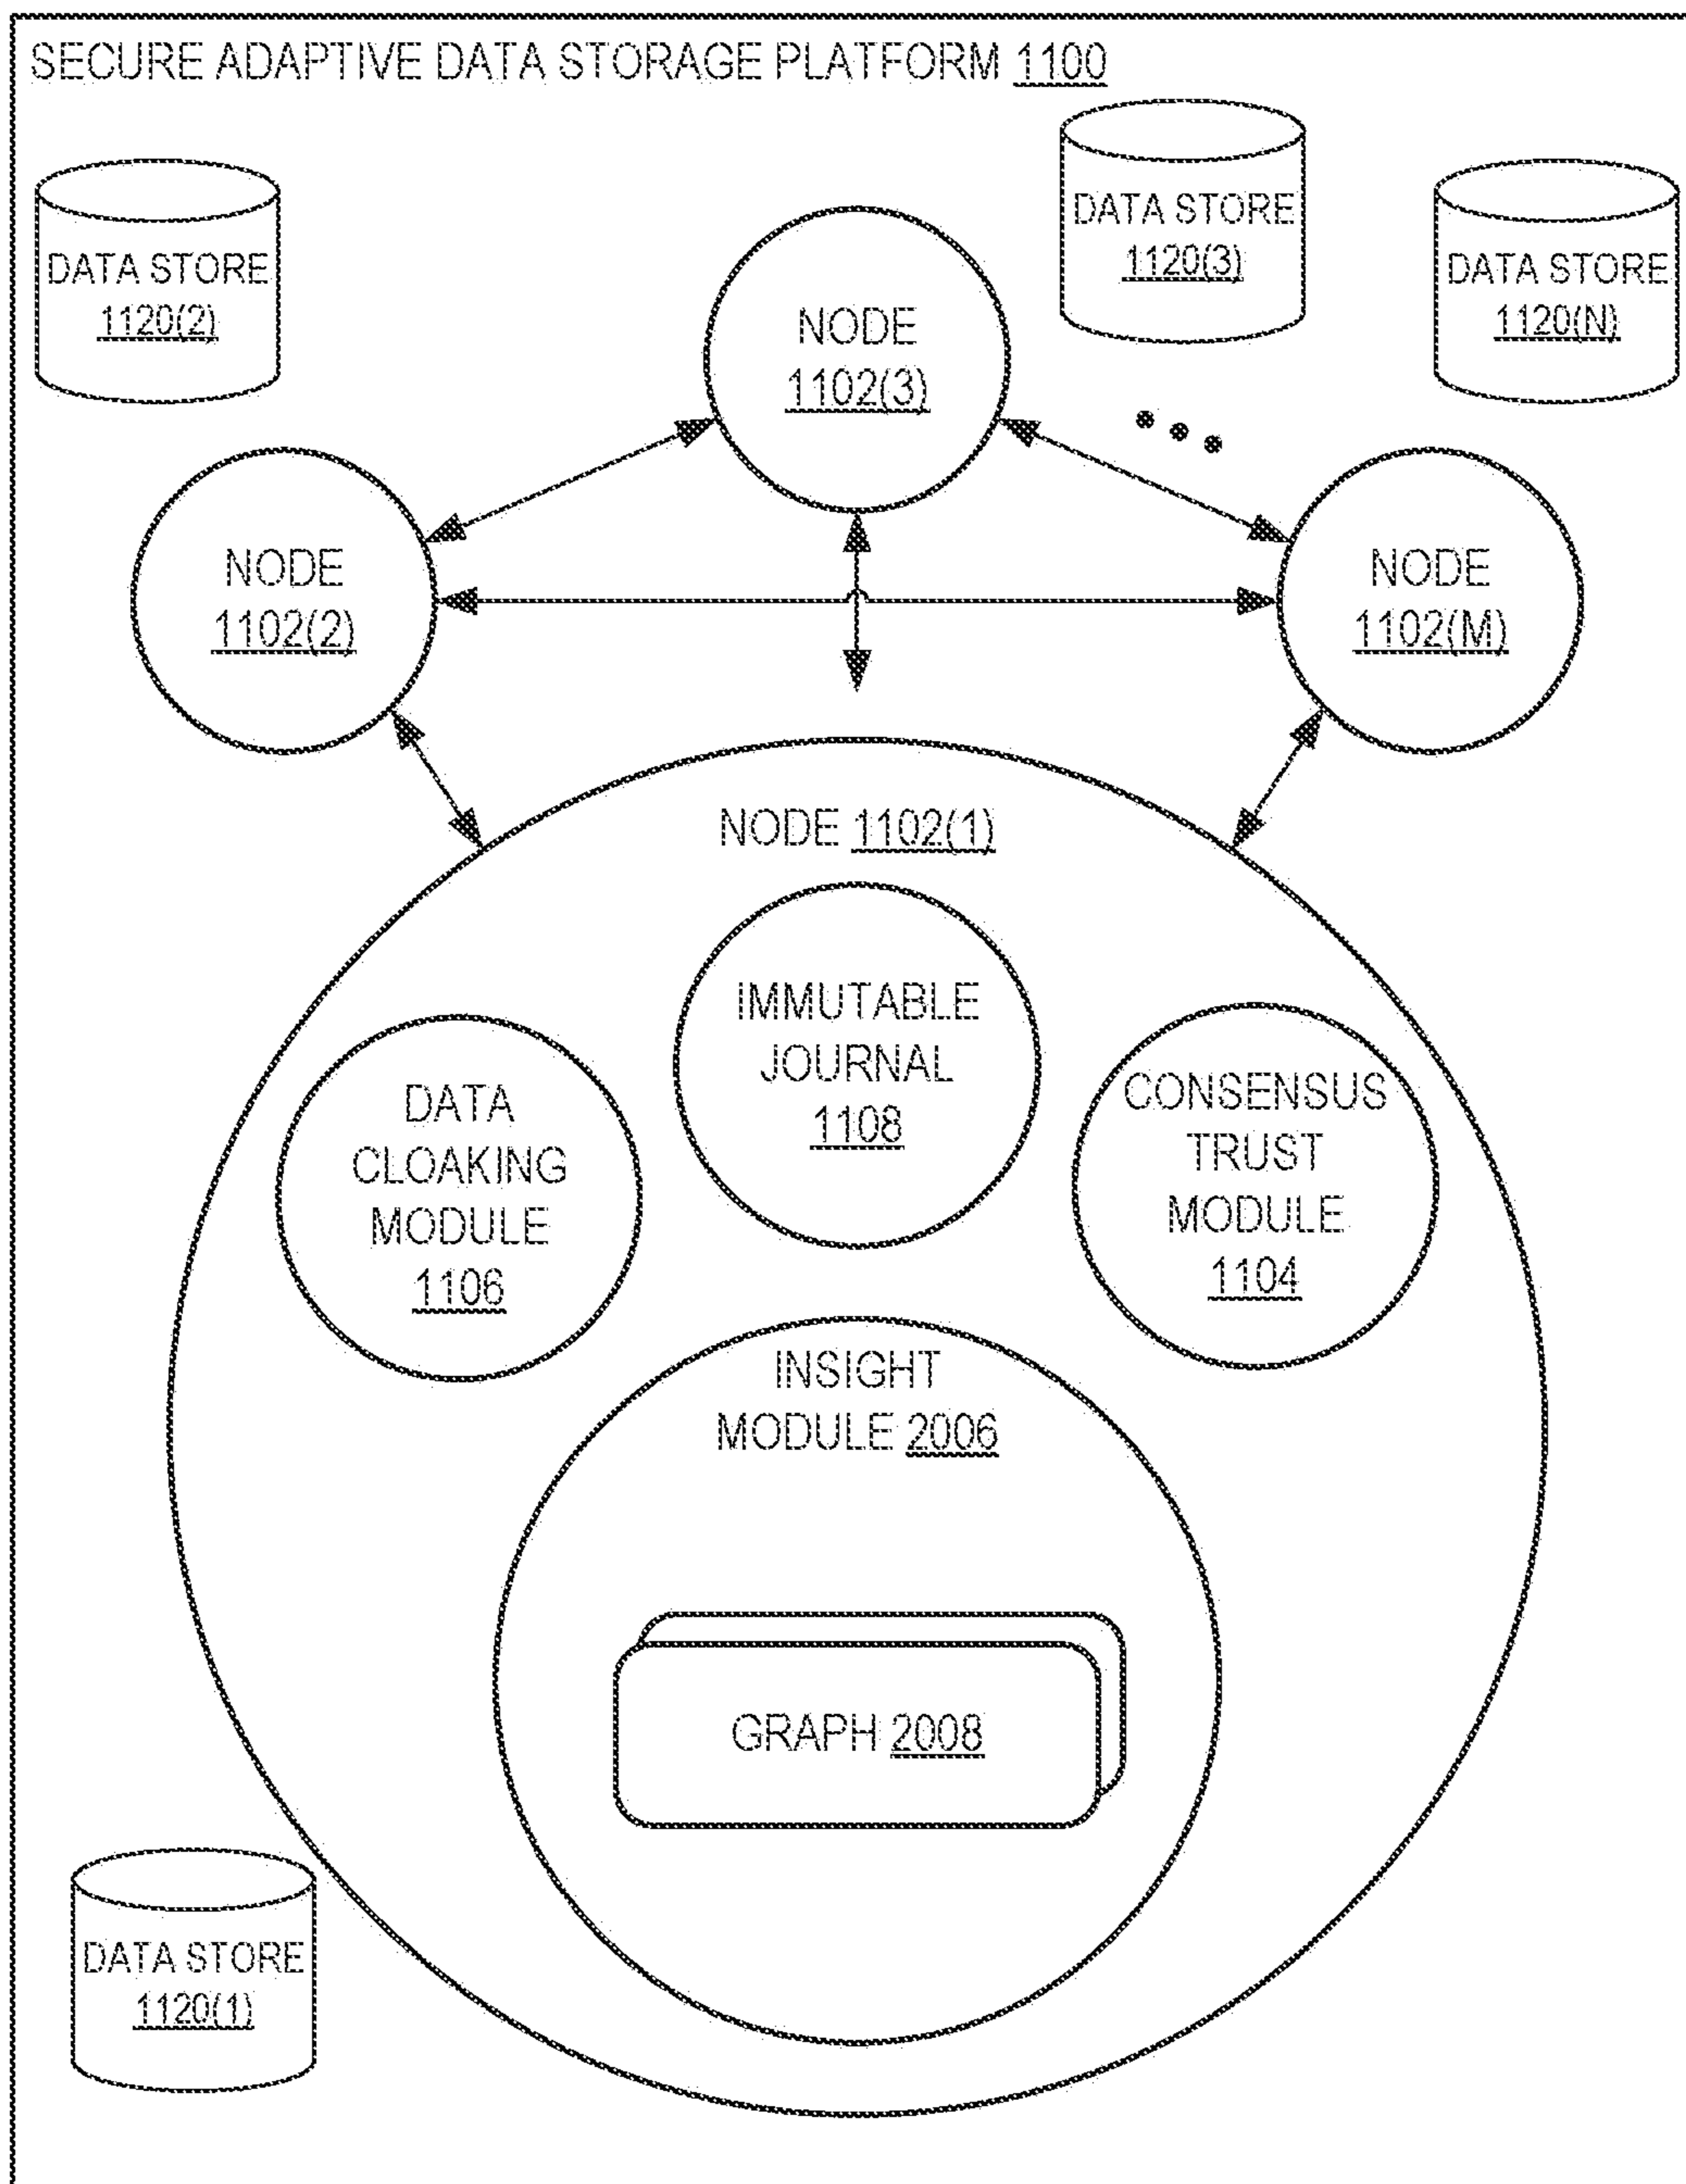 SECURE ADAPTIVE DATA STORAGE PLATFORM 1100
DATA STORE
1120(2)
NODE
1102(3)
DATA STORE
1120(3)
DATA STORE
1120(N)
NODE
1102(2)
NODE
1102(M)
NODE 1102(1)
IMMUTABLE
JOURNAL
1108
DATA
CLOAKING
MODULE
1106
CONSENSUS
TRUST
MODULE
1104
INSIGHT
MODULE 2006
GRAPH 2008
DATA STORE
1120(1)